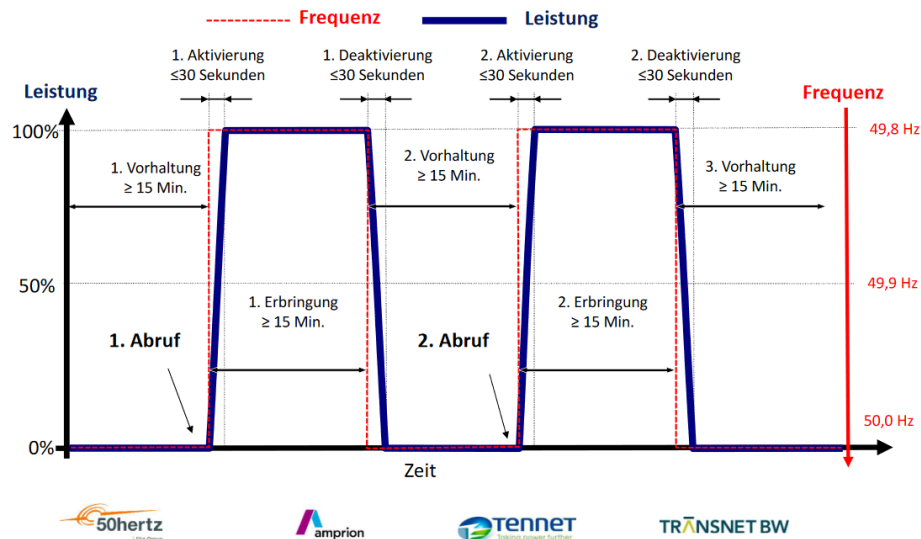 Frequenz
Leistung
1. Aktivierung
≤30 Sekunden
1. Deaktivierung
≤30 Sekunden
2. Aktivierung
≤30 Sekunden
2. Deaktivierung
≤30 Sekunden
Leistung
Frequenz
100%
49,8 Hz
1. Vorhaltung
≥ 15 Min.
2. Vorhaltung
≥ 15 Min.
3. Vorhaltung
≥ 15 Min.
50%
49,9 Hz
1. Erbringung
≥ 15 Min.
2. Erbringung
≥ 15 Min.
1. Abruf
2. Abruf
50,0 Hz
0%
Zeit
50hertz
amprion
TENNET
Taking power further
TRANSNET BW